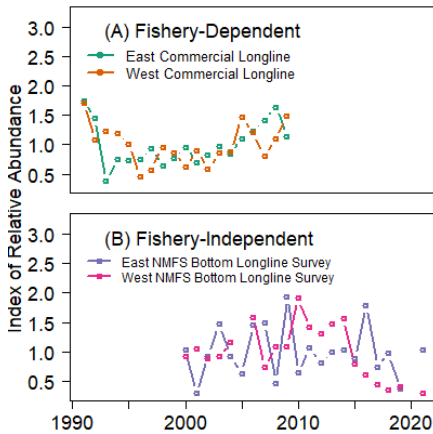 (A) Fishery-Dependent
East Commercial Longline
West Commercial Longline
3.0
2.5
2.0
1.5
1.0
0.5
Index of Relative Abundance
(B) Fishery-Independent
East NMFS Bottom Longline Survey
West NMFS Bottom Longline Survey
3.0
2.5
2.0
1.5
1.0
0.5
1990 2000 2010 2020